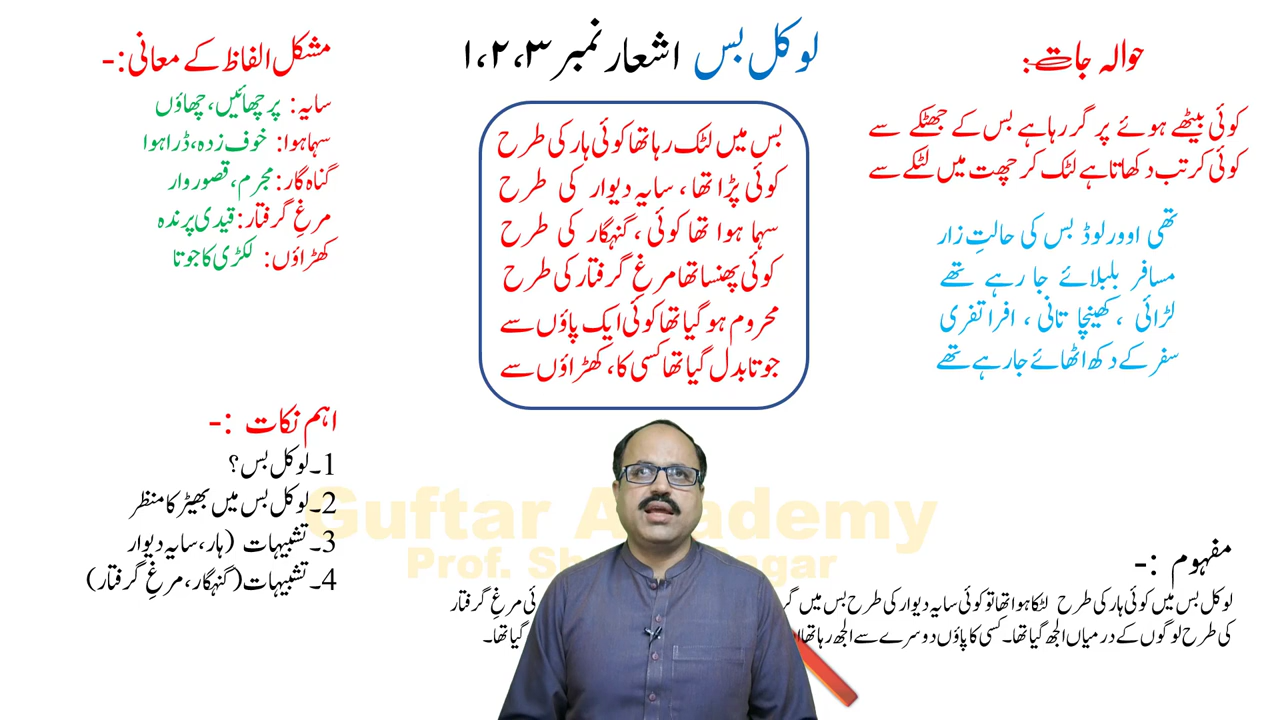 لوکل بس اشعار نمبر ۱،۲،۳
حوالہ جات:
کوئی بیٹھے ہوئے پر گر رہا ہے بس کے جھٹکے سے
کوئی کرتب دکھاتا ہے لٹک کر چھت میں لٹکے سے
تھی اوورلوڈ بس کی حالتِ زار
مسافر بلبلائے جا رہے تھے
لڑائی ، کھینچا تانی ، افراتفری
سفر کے دکھ اٹھائے جا رہے تھے
بس میں لٹک رہا تھا کوئی ہار کی طرح
کوئی پڑا تھا ، سایہ دیوار کی طرح
سہما ہوا تھا کوئی ، گنہگار کی طرح
کوئی پھنسا تھا مرغِ گرفتار کی طرح
محروم ہو گیا تھا کوئی ایک پاؤں سے
جوتا بدل گیا تھا کسی کا، کھڑاؤں سے
مشکل الفاظ کے معانی :-
سایہ: پرچھائیں، چھاؤں
سہما ہوا: خوف زدہ، ڈرا ہوا
گناہ گار: مجرم، قصور وار
مرغِ گرفتار: قیدی پرندہ
کھڑاؤں: لکڑی کا جوتا
اہم نکات :-
1۔ لوکل بس؟
2۔ لوکل بس میں بھیڑ کا منظر
3۔ تشبیہات (ہار، سایہ دیوار
4۔ تشبیہات (گنہگار، مرغِ گرفتار)
Guftar Academy
Prof.
مفہوم :-
لوکل بس میں کوئی ہار کی طرح لٹکا ہوا تھا تو کوئی سایہ دیوار کی طرح بس میں مرغِ گرفتار
کی طرح لوگوں کے درمیاں الجھ گیا تھا۔ کسی کا پاؤں دوسرے سے الجھ رہا تھا گیا تھا۔